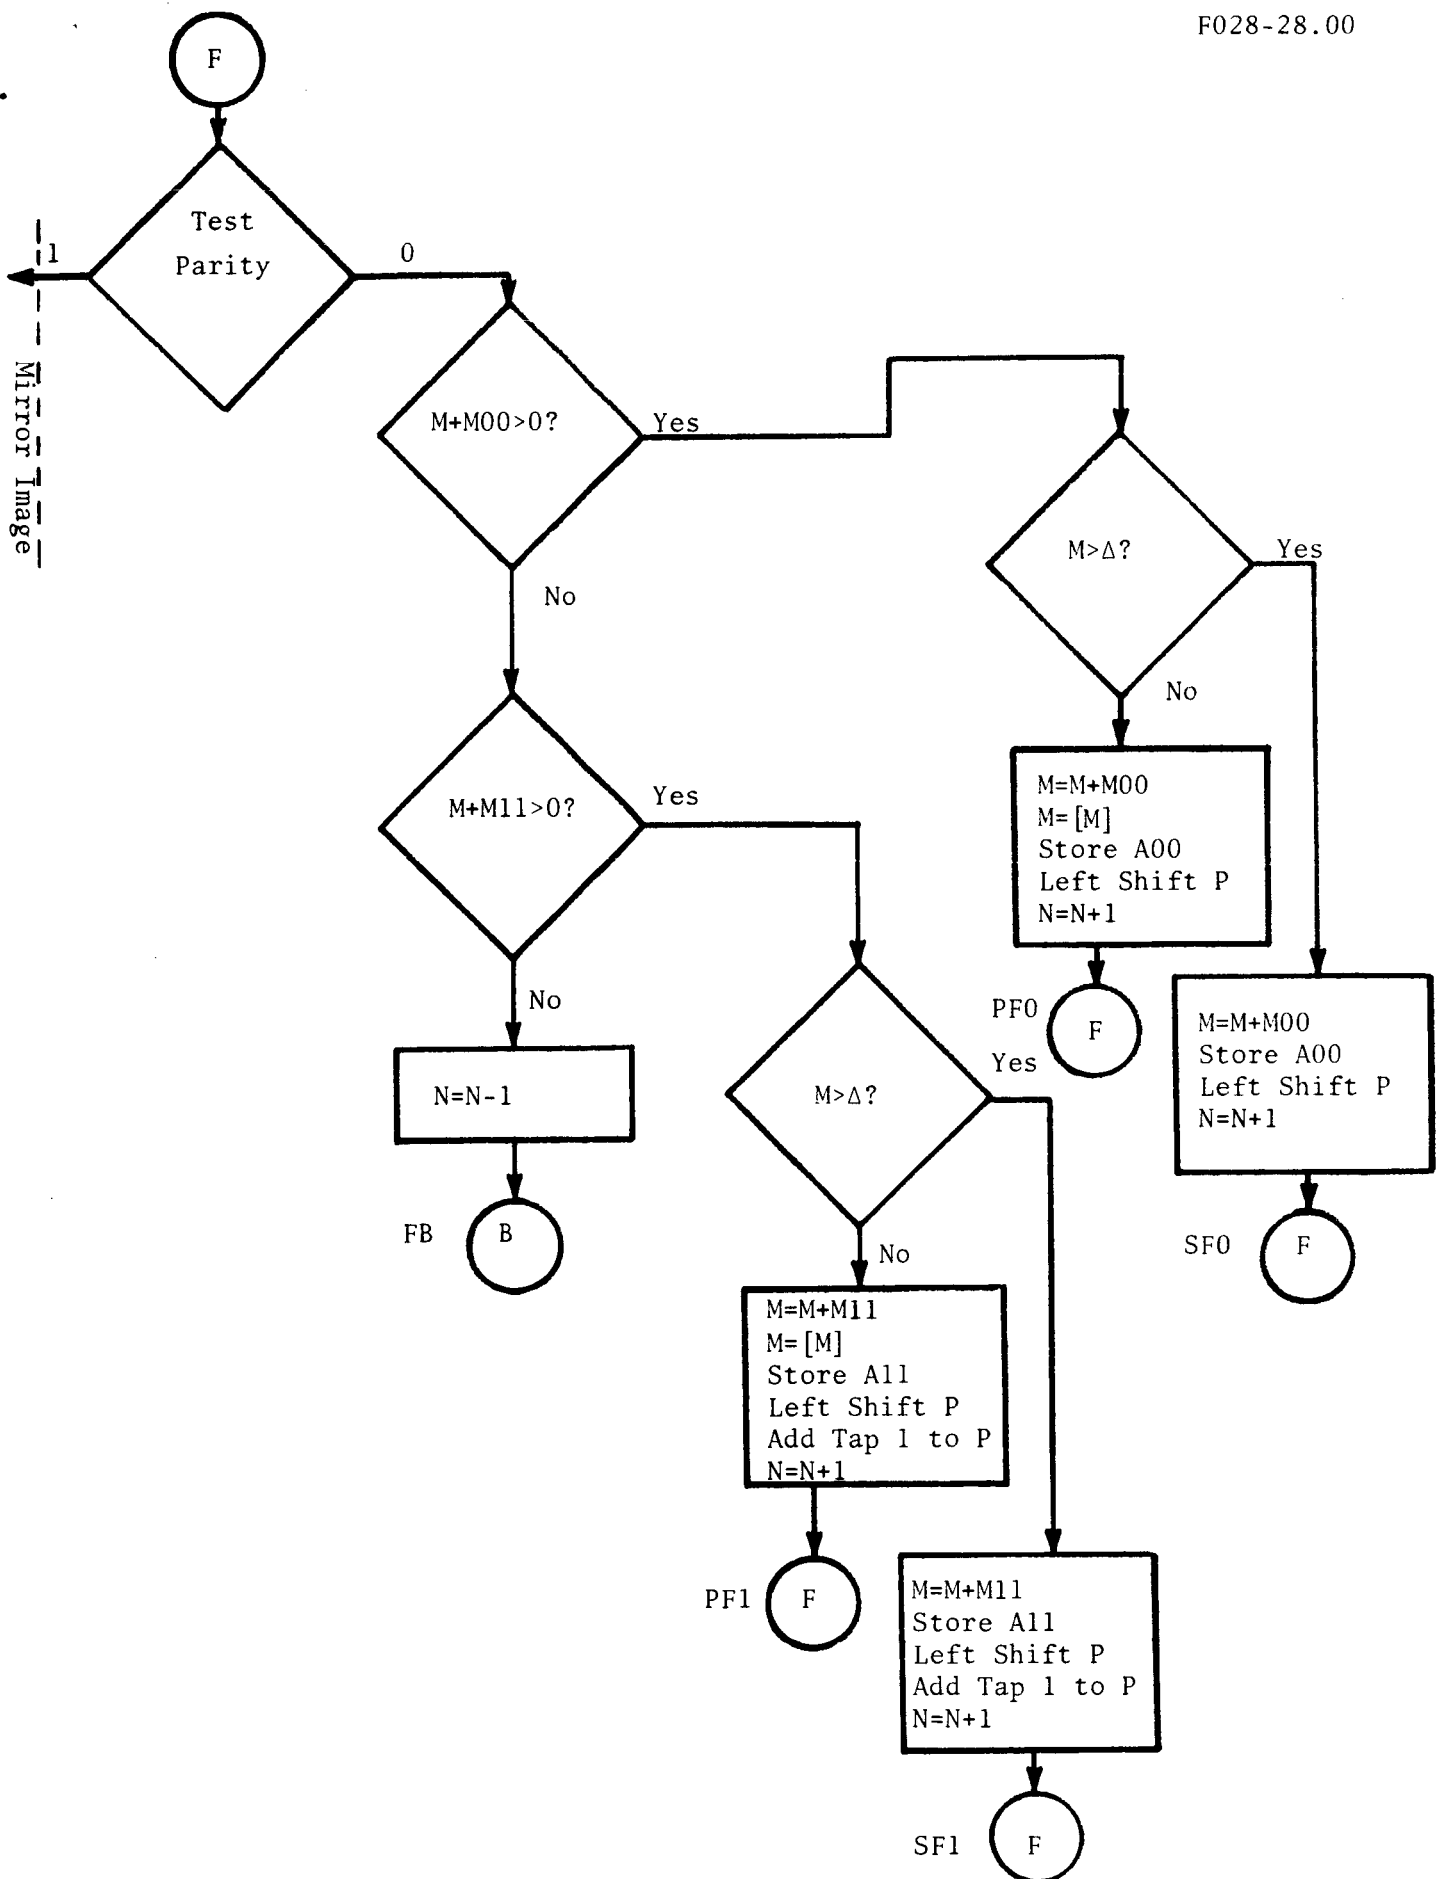 F028-28.00
F
Test
Parity
1
0
Mirror Image
M+M00>0?
Yes
No
M>Δ?
Yes
No
M=M+M00
M=[M]
Store A00
Left Shift P
N=N+1
PF0
F
M=M+M00
Store A00
Left Shift P
N=N+1
SF0
F
M+M11>0?
Yes
No
N=N-1
FB
B
M>Δ?
Yes
No
M=M+M11
M=[M]
Store A11
Left Shift P
Add Tap 1 to P
N=N+1
PF1
F
M=M+M11
Store A11
Left Shift P
Add Tap 1 to P
N=N+1
SF1
F